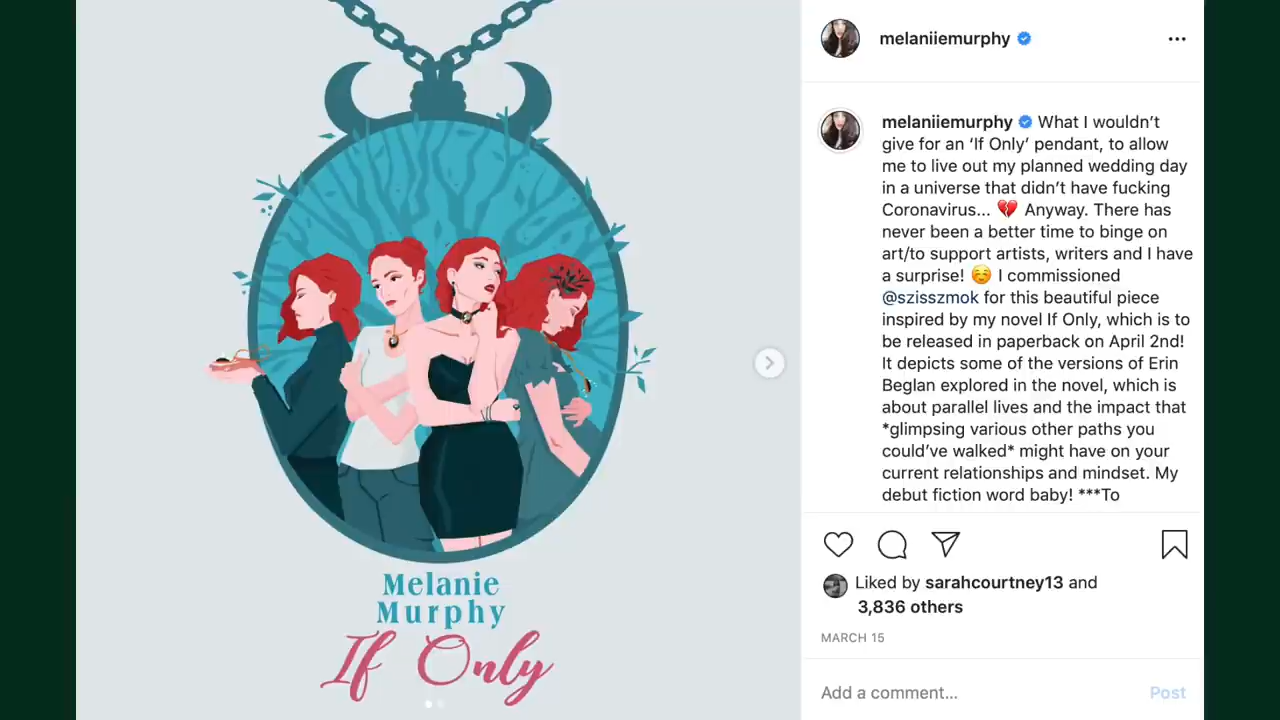 Melanie
Murphy
If Only
melaniiemurphy
melaniiemurphy What I wouldn’t
give for an ‘If Only’ pendant, to allow
me to live out my planned wedding day
in a universe that didn’t have fucking
Coronavirus... 💔 Anyway. There has
never been a better time to binge on
art/to support artists, writers and I have
a surprise! ☺️ I commissioned
@szisszmok for this beautiful piece
inspired by my novel If Only, which is to
be released in paperback on April 2nd!
It depicts some of the versions of Erin
Beglan explored in the novel, which is
about parallel lives and the impact that
*glimpsing various other paths you
could’ve walked* might have on your
current relationships and mindset. My
debut fiction word baby! ***To
Liked by sarahcourtney13 and
3,836 others
MARCH 15
Add a comment...
Post